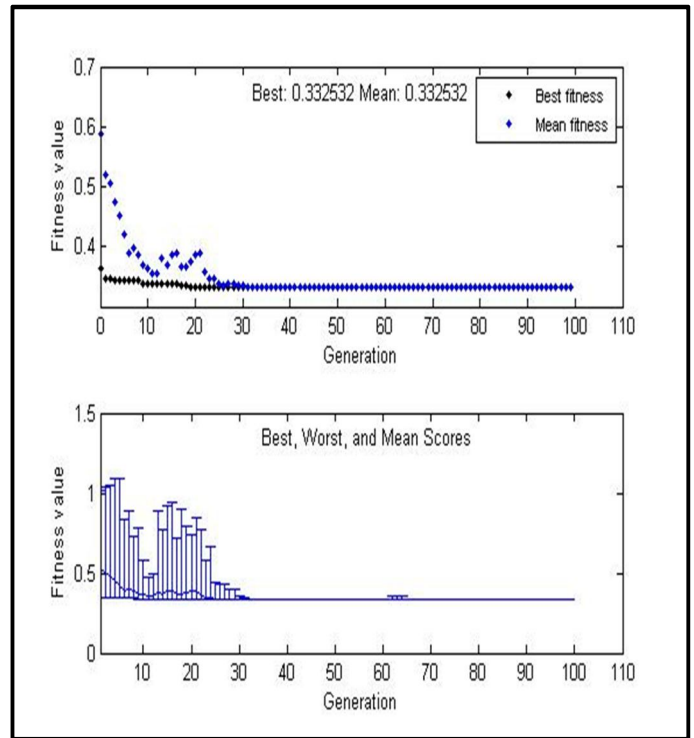 0.7
0.6
0.5
0.4
Fitness value
Best: 0.332532 Mean: 0.332532
Best fitness
Mean fitness
0 10 20 30 40 50 60 70 80 90 100 110
Generation
1.5
1
0.5
0
Fitness value
Best, Worst, and Mean Scores
10 20 30 40 50 60 70 80 90 100 110
Generation